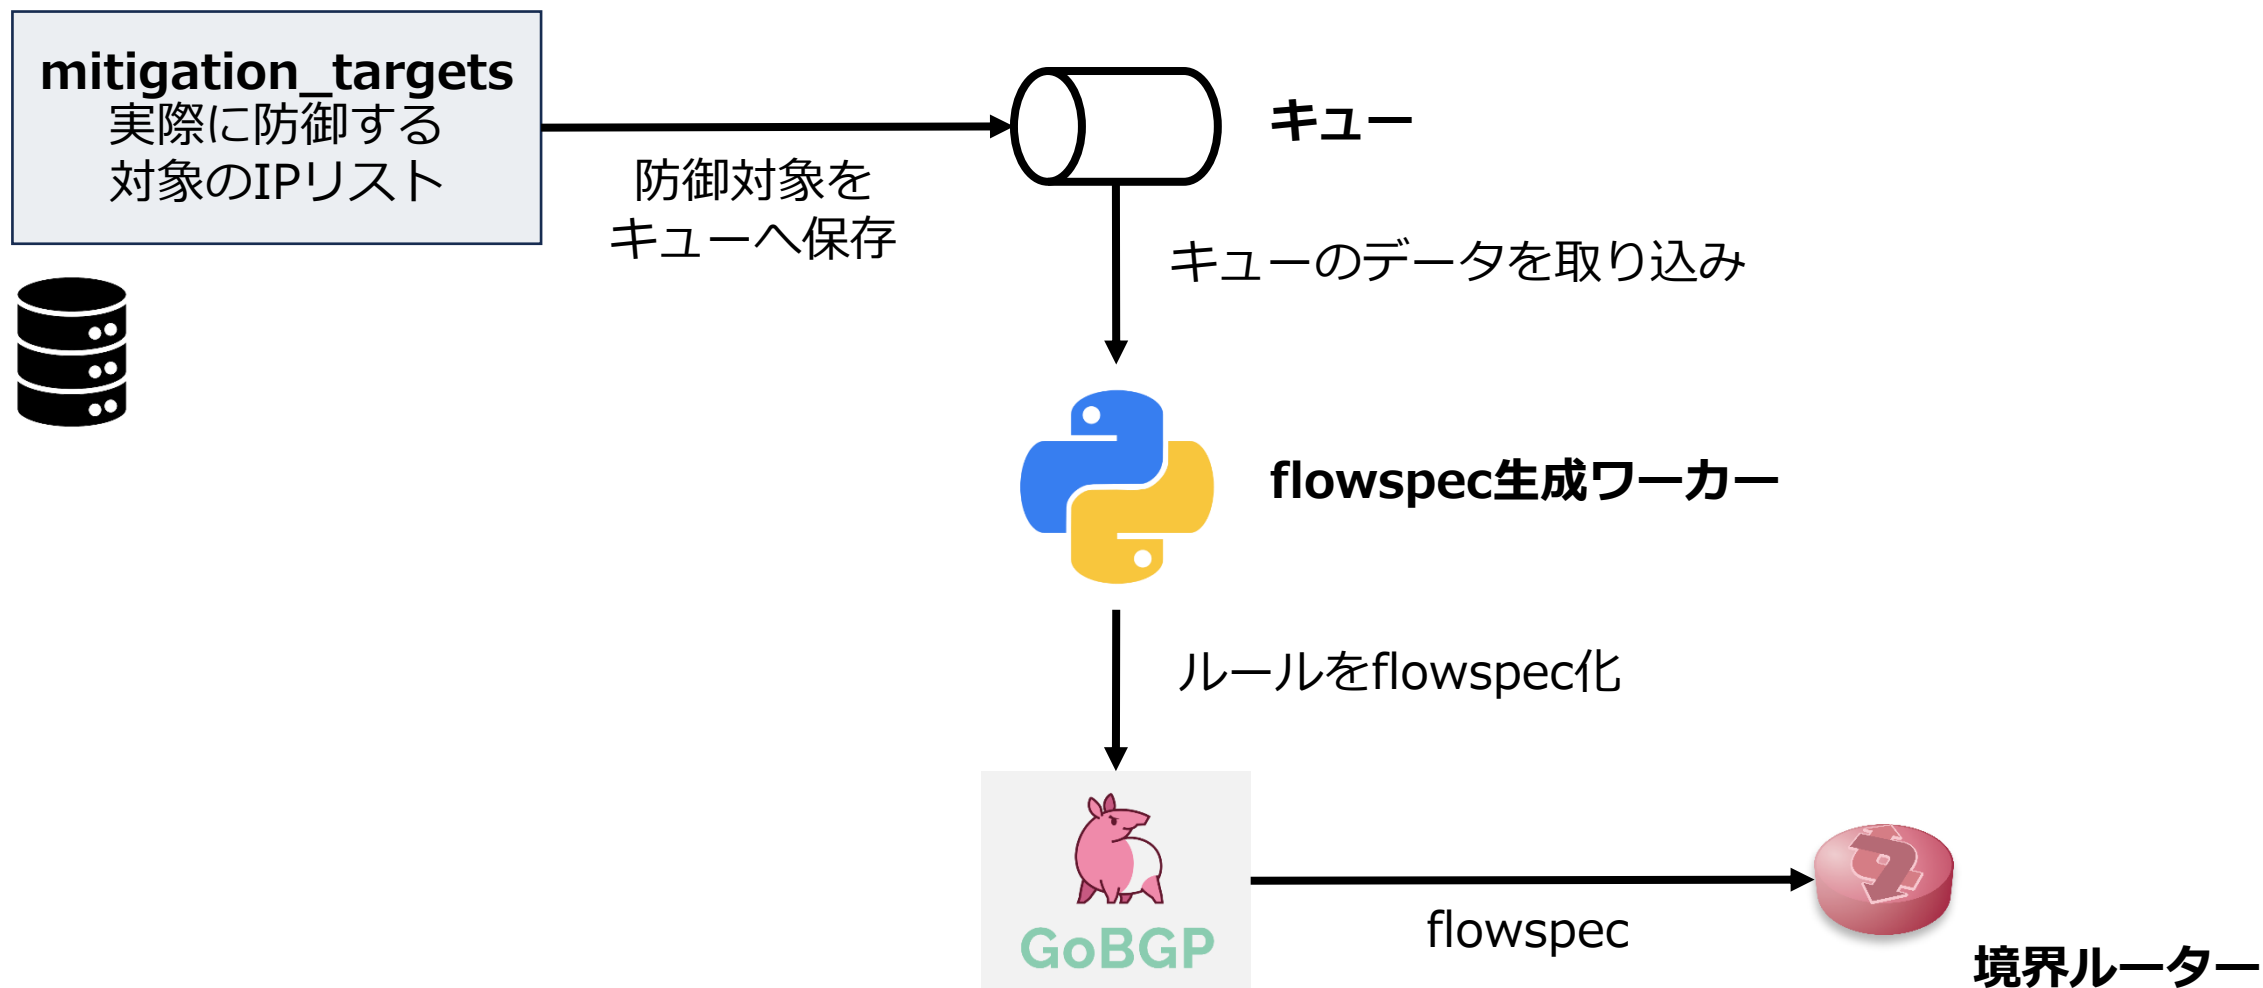 mitigation_targets
実際に防御する
対象のIPリスト
防御対象を
キューへ保存
キュー
キューのデータを取り込み
flowspec生成ワーカー
ルールをflowspec化
GoBGP
flowspec
境界ルーター